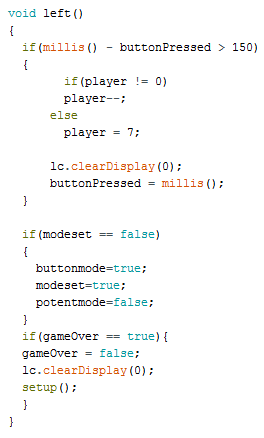 void left()
{
  if(millis() - buttonPressed > 150)
  {
        if(player != 0)
        player--;
      else
        player = 7;

      lc.clearDisplay(0);
      buttonPressed = millis();
  }

  if(modeset == false)
  {
    buttonmode=true;
    modeset=true;
    potentmode=false;
  }
  if(gameOver == true){
  gameOver = false;
  lc.clearDisplay(0);
  setup();
  }
}